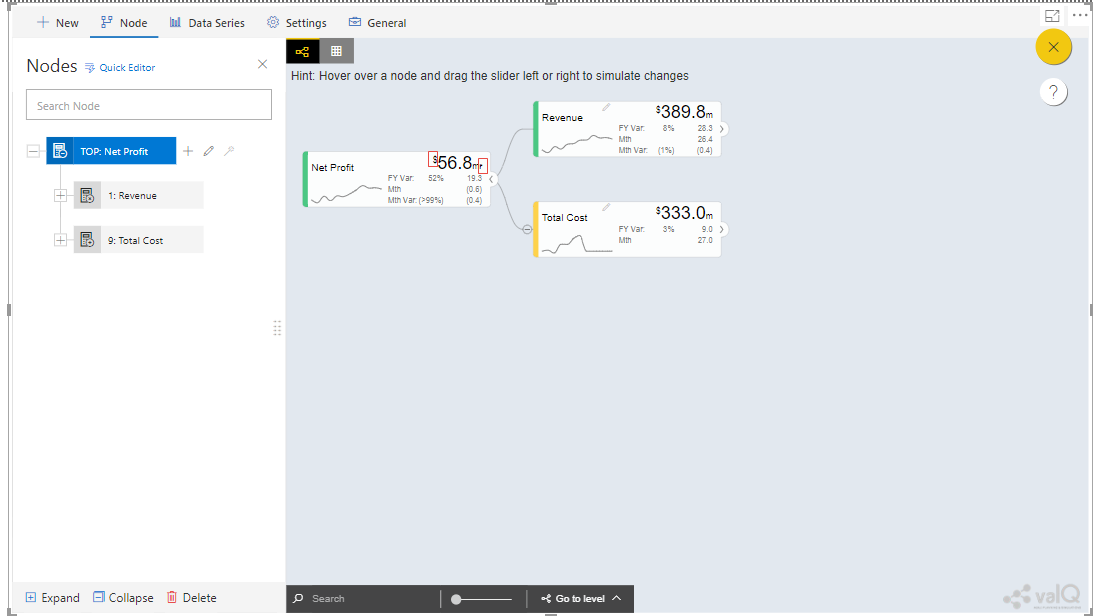 New Node Data Series Settings General
Nodes Quick Editor
Search Node
TOP: Net Profit
1: Revenue
9: Total Cost
Expand Collapse Delete
Hint: Hover over a node and drag the slider left or right to simulate changes
Net Profit $56.8m
FY Var: 52% 19.3
Mth (0.6)
Mth Var: (>99%) (0.4)
Revenue $389.8m
FY Var: 8% 28.3
Mth 26.4
Mth Var: (1%) (0.4)
Total Cost $333.0m
FY Var: 3% 9.0
Mth 27.0
?
Search Go to level
valQ